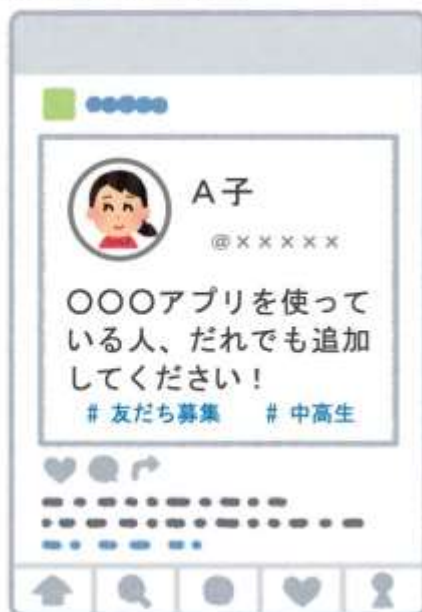 A子
@×××××
〇〇〇アプリを使って
いる人、だれでも追加
してください！
# 友だち募集 # 中高生